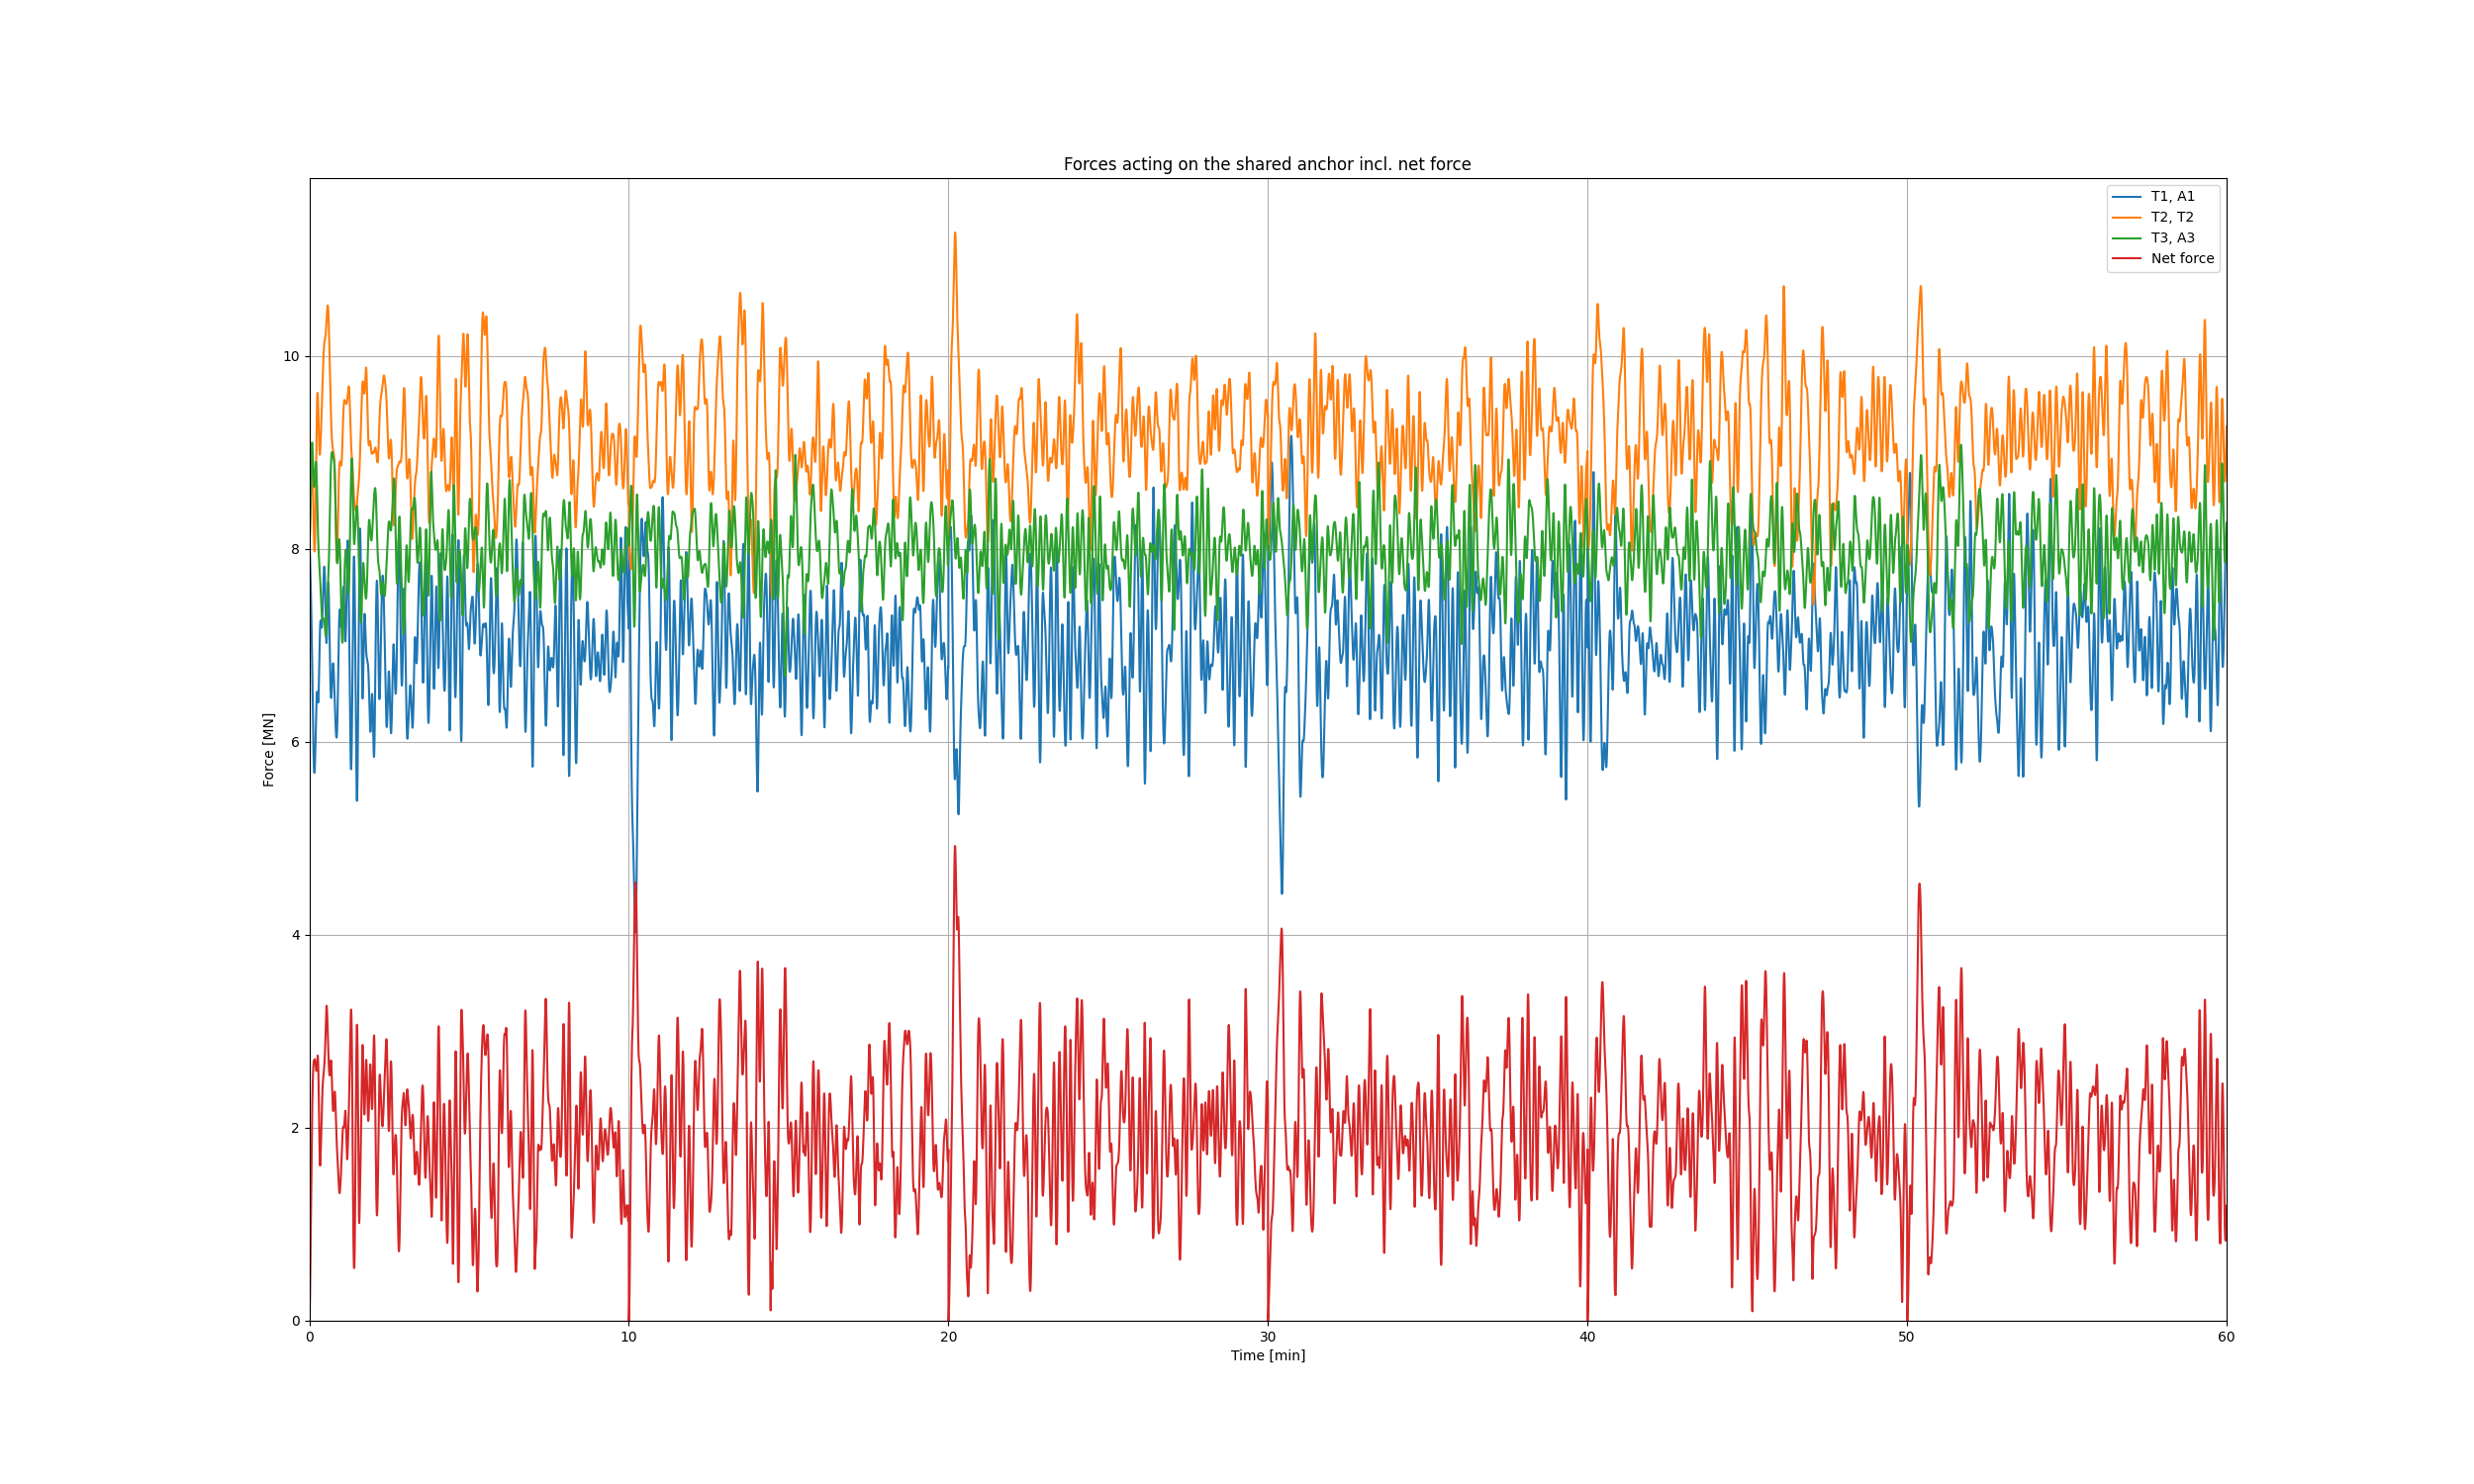 Forces acting on the shared anchor incl. net force
T1, A1
T2, T2
T3, A3
Net force
Force [MN]
10
8
6
4
2
0
0 10 20 30 40 50 60
Time [min]